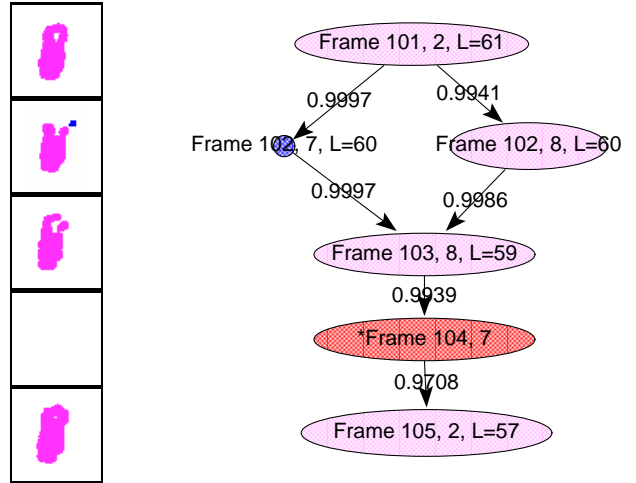 Frame 101, 2, L=61
0.9997
0.9941
Frame 102, 7, L=60
Frame 102, 8, L=60
0.9997
0.9986
Frame 103, 8, L=59
0.9939
*Frame 104, 7
0.9708
Frame 105, 2, L=57